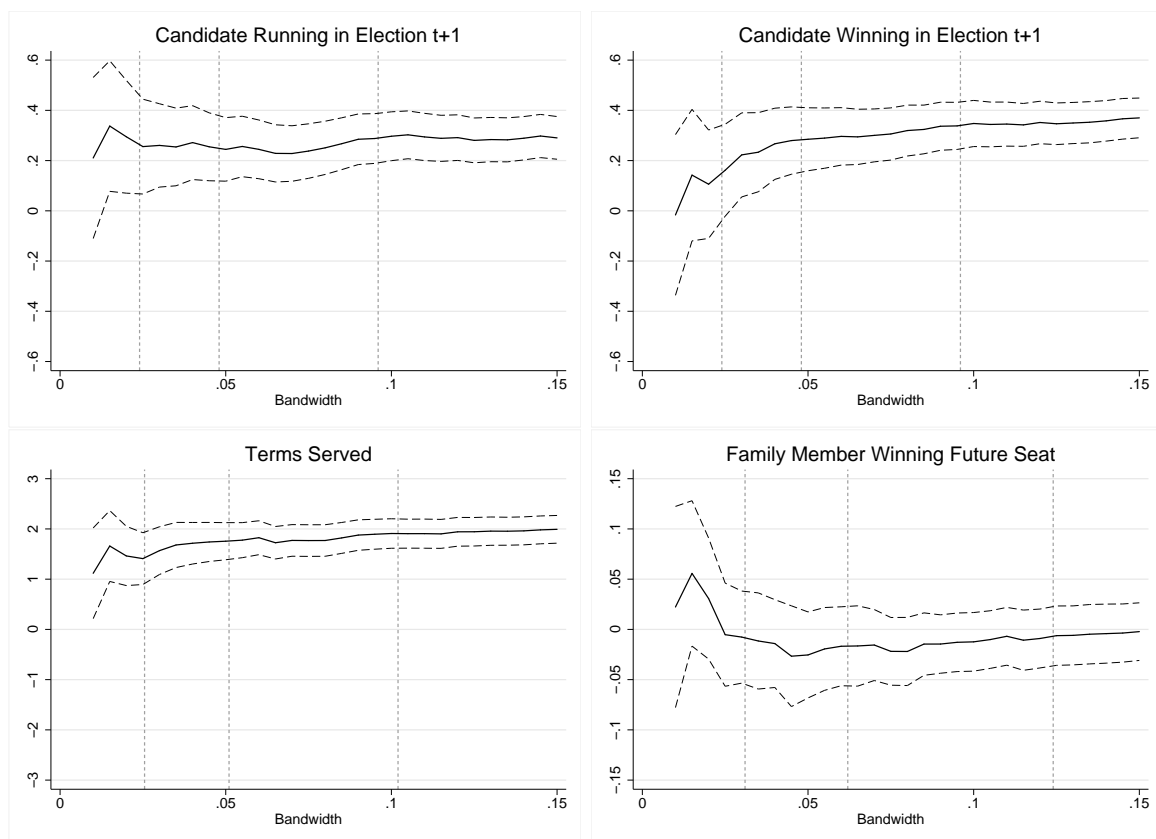 Candidate Running in Election t+1
.6
.4
.2
0
-.2
-.4
-.6
0 .05 .1 .15
Bandwidth
Candidate Winning in Election t+1
.6
.4
.2
0
-.2
-.4
-.6
0 .05 .1 .15
Bandwidth
Terms Served
3
2
1
0
-1
-2
-3
0 .05 .1 .15
Bandwidth
Family Member Winning Future Seat
.15
.1
.05
0
-.05
-.1
-.15
0 .05 .1 .15
Bandwidth